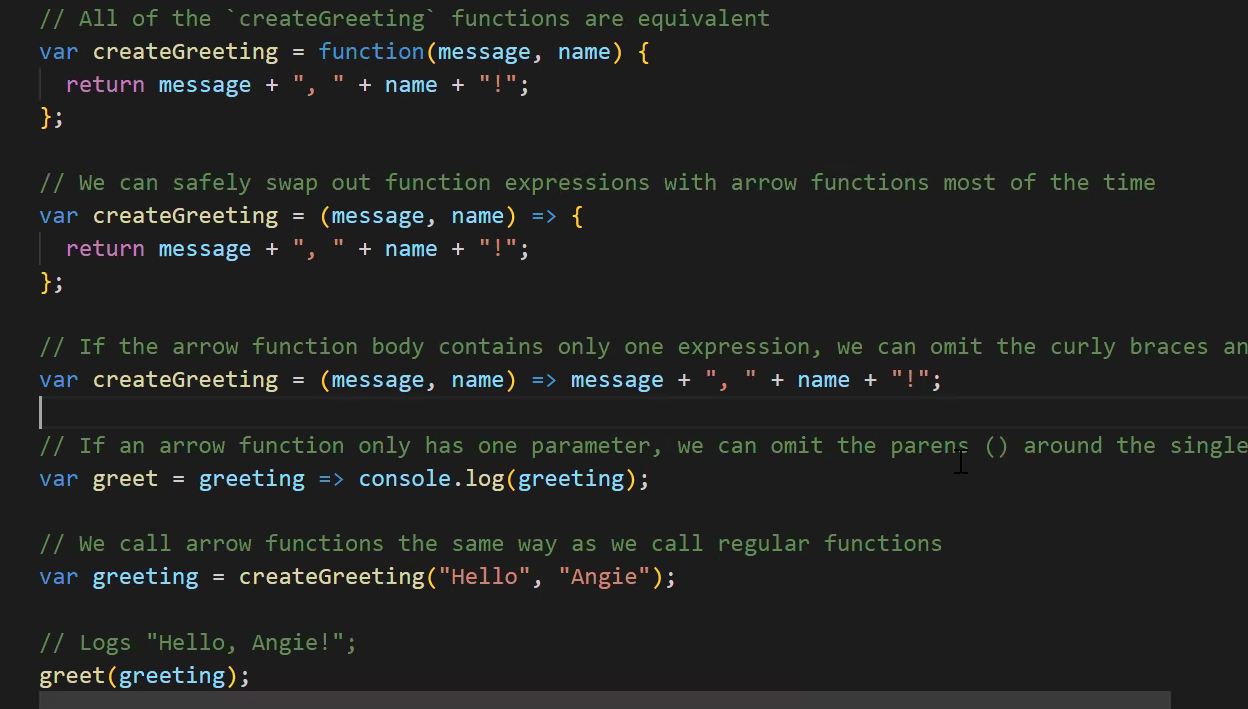 // All of the `createGreeting` functions are equivalent
var createGreeting = function(message, name) {
  return message + ", " + name + "!";
};
// We can safely swap out function expressions with arrow functions most of the time
var createGreeting = (message, name) => {
  return message + ", " + name + "!";
};
// If the arrow function body contains only one expression, we can omit the curly braces an
var createGreeting = (message, name) => message + ", " + name + "!";
// If an arrow function only has one parameter, we can omit the parens () around the single
var greet = greeting => console.log(greeting);
// We call arrow functions the same way as we call regular functions
var greeting = createGreeting("Hello", "Angie");
// Logs "Hello, Angie!";
greet(greeting);